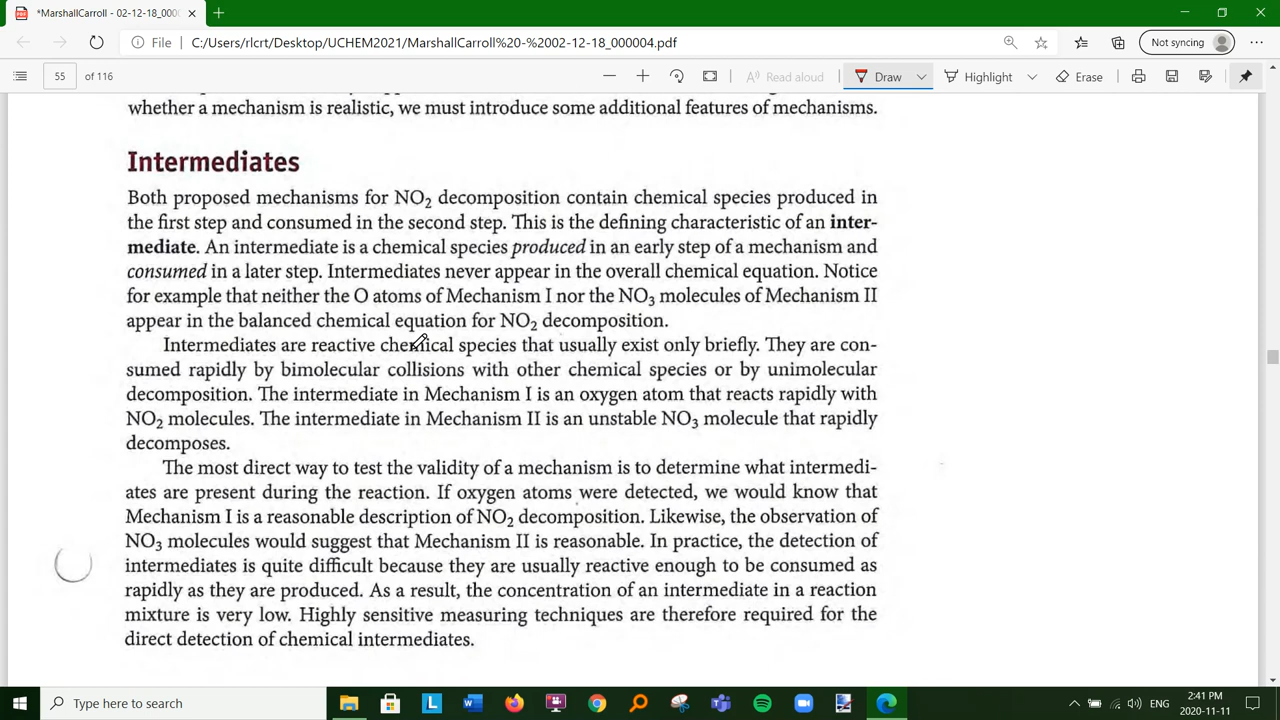 *MarshallCarroll - 02-12-18_000
File
C:/Users/rlcrt/Desktop/UCHEM2021/MarshallCarroll%20-%2002-12-18_000004.pdf
Not syncing
55 of 116
Read aloud
Draw
Highlight
Erase
whether a mechanism is realistic, we must introduce some additional features of mechanisms.
Intermediates
Both proposed mechanisms for NO₂ decomposition contain chemical species produced in
the first step and consumed in the second step. This is the defining characteristic of an inter-
mediate. An intermediate is a chemical species produced in an early step of a mechanism and
consumed in a later step. Intermediates never appear in the overall chemical equation. Notice
for example that neither the O atoms of Mechanism I nor the NO₃ molecules of Mechanism II
appear in the balanced chemical equation for NO₂ decomposition.
Intermediates are reactive chemical species that usually exist only briefly. They are con-
sumed rapidly by bimolecular collisions with other chemical species or by unimolecular
decomposition. The intermediate in Mechanism I is an oxygen atom that reacts rapidly with
NO₂ molecules. The intermediate in Mechanism II is an unstable NO₃ molecule that rapidly
decomposes.
The most direct way to test the validity of a mechanism is to determine what intermedi-
ates are present during the reaction. If oxygen atoms were detected, we would know that
Mechanism I is a reasonable description of NO₂ decomposition. Likewise, the observation of
NO₃ molecules would suggest that Mechanism II is reasonable. In practice, the detection of
intermediates is quite difficult because they are usually reactive enough to be consumed as
rapidly as they are produced. As a result, the concentration of an intermediate in a reaction
mixture is very low. Highly sensitive measuring techniques are therefore required for the
direct detection of chemical intermediates.
Type here to search
ENG
2:41 PM
2020-11-11